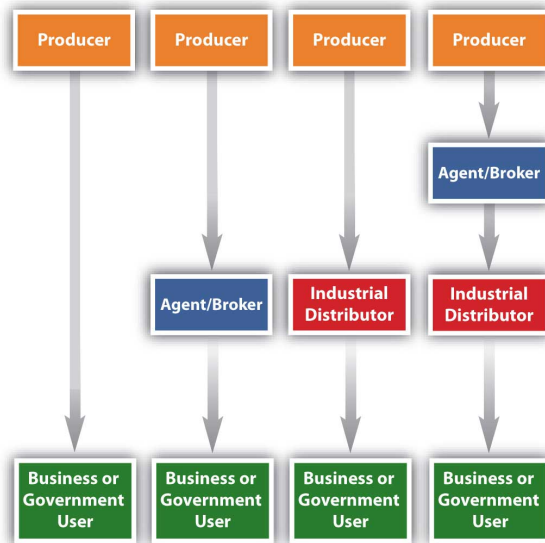 Producer
Producer
Producer
Producer
Agent/Broker
Agent/Broker
Industrial
Distributor
Industrial
Distributor
Business or
Government
User
Business or
Government
User
Business or
Government
User
Business or
Government
User